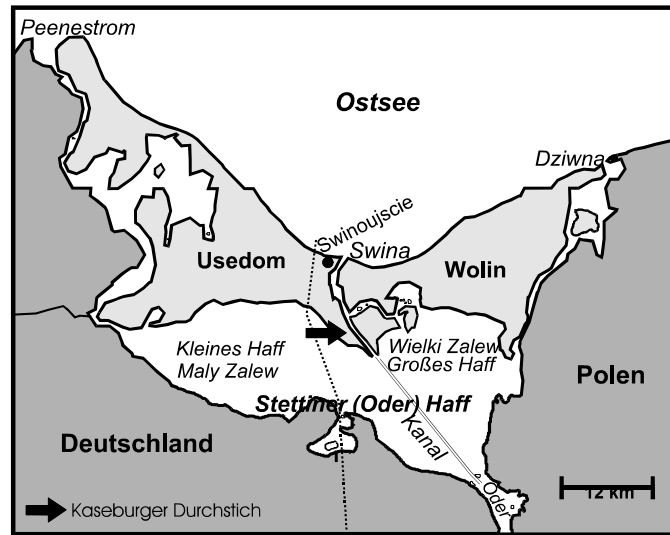 Peenestrom
Ostsee
Dziwna
Swinoujscie
Swina
Usedom
Wolin
Kleines Haff
Maly Zalew
Wielki Zalew
Großes Haff
Polen
Stettiner (Oder) Haff
Kanal
Deutschland
Oder
12 km
Kaseburger Durchstich